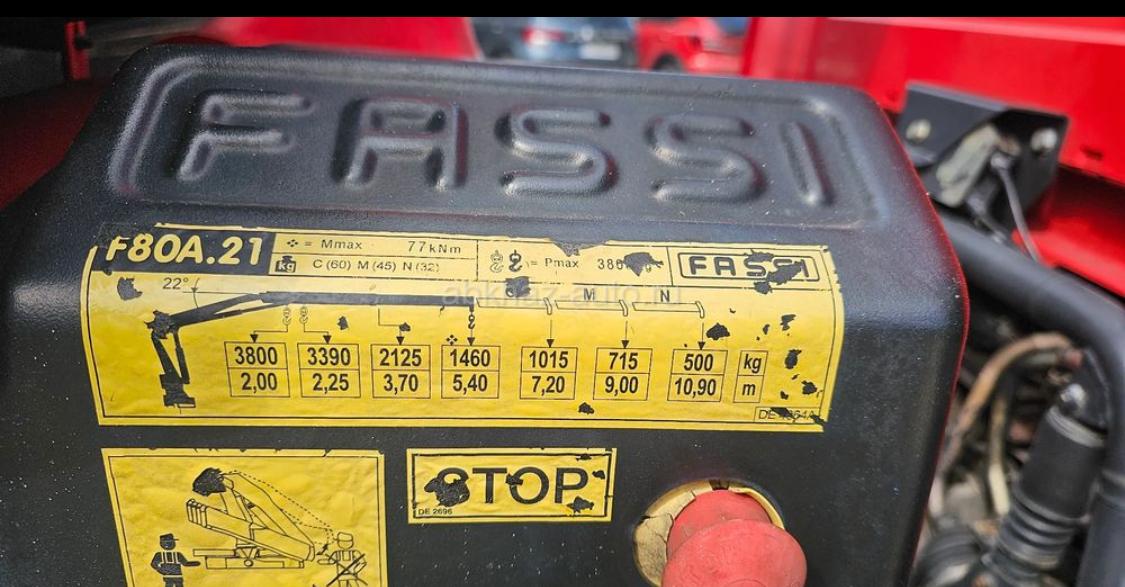 FASSI
F80A.21
= Mmax 77kNm
kg C (60) M (45) N (32)
= Pmax
FASSI
22°
M N
3800 3390 2125 1460 1015 715 500 kg
2,00 2,25 3,70 5,40 7,20 9,00 10,90 m
STOP
DE 2696